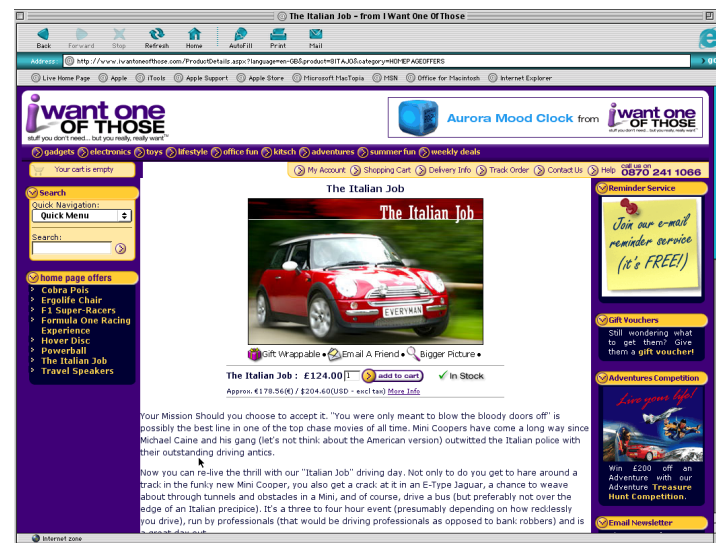 The Italian Job - from I Want One Of Those
Back
Forward
Stop
Refresh
Home
AutoFill
Print
Mail
Address
http://www.iwantoneofthose.com/ProductDetails.aspx?language=en-GB&product=8ITAJO&category=HOMEPAGEOFFERS
go
Live Home Page
Apple
iTools
Apple Support
Apple Store
Microsoft MacTopia
MSN
Office for Macintosh
Internet Explorer
iwant one
OF THOSE
stuff you don't need... but you really, really want™
Aurora Mood Clock from
iwant one
OF THOSE
stuff you don't need... but you really, really want
gadgets
electronics
toys
lifestyle
office fun
kitsch
adventures
summer fun
weekly deals
Your cart is empty
My Account
Shopping Cart
Delivery Info
Track Order
Contact Us
Help
call us on
0870 241 1066
Search
Quick Navigation:
Quick Menu
Search:
home page offers
Cobra Pois
Ergolife Chair
F1 Super-Racers
Formula One Racing
Experience
Hover Disc
Powerball
The Italian Job
Travel Speakers
The Italian Job
The Italian Job
EVERYMAN
Gift Wrappable • Email A Friend • Bigger Picture •
The Italian Job : £124.00 1 add to cart In Stock
Approx. €178.56(€) / $204.60(USD - excl tax) More Info
Your Mission Should you choose to accept it. "You were only meant to blow the bloody doors off" is
possibly the best line in one of the top chase movies of all time. Mini Coopers have come a long way since
Michael Caine and his gang (let's not think about the American version) outwitted the Italian police with
their outstanding driving antics.
Now you can re-live the thrill with our "Italian Job" driving day. Not only to do you get to hare around a
track in the funky new Mini Cooper, you also get a crack at it in an E-Type Jaguar, a chance to weave
about through tunnels and obstacles in a Mini, and of course, drive a bus (but preferably not over the
edge of an Italian precipice). It's a three to four hour event (presumably depending on how recklessly
you drive), run by professionals (that would be driving professionals as opposed to bank robbers) and is
a great day out
Reminder Service
Join our e-mail
reminder service
(it's FREE!)
Gift Vouchers
Still wondering what
to get them? Give
them a gift voucher!
Adventures Competition
Live your life!
Win £200 off an
Adventure with our
Adventure Treasure
Hunt Competition.
Email Newsletter
Internet zone